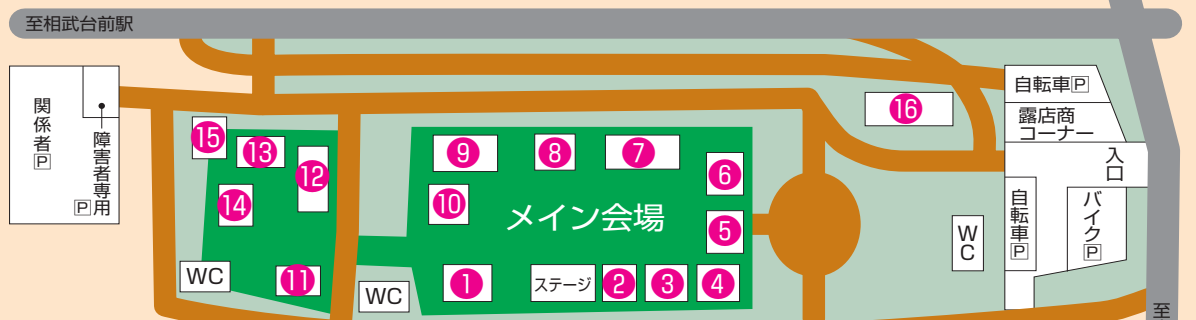 至相武台前駅
関係者P
障害者専用P
⑮
⑬
⑫
⑭
⑪
WC
WC
⑨
⑧
⑦
⑥
⑩
メイン会場
⑤
①
ステージ
②
③
④
⑯
自転車P
露店商
コーナー
入口
自転車P
バイクP
WC
至